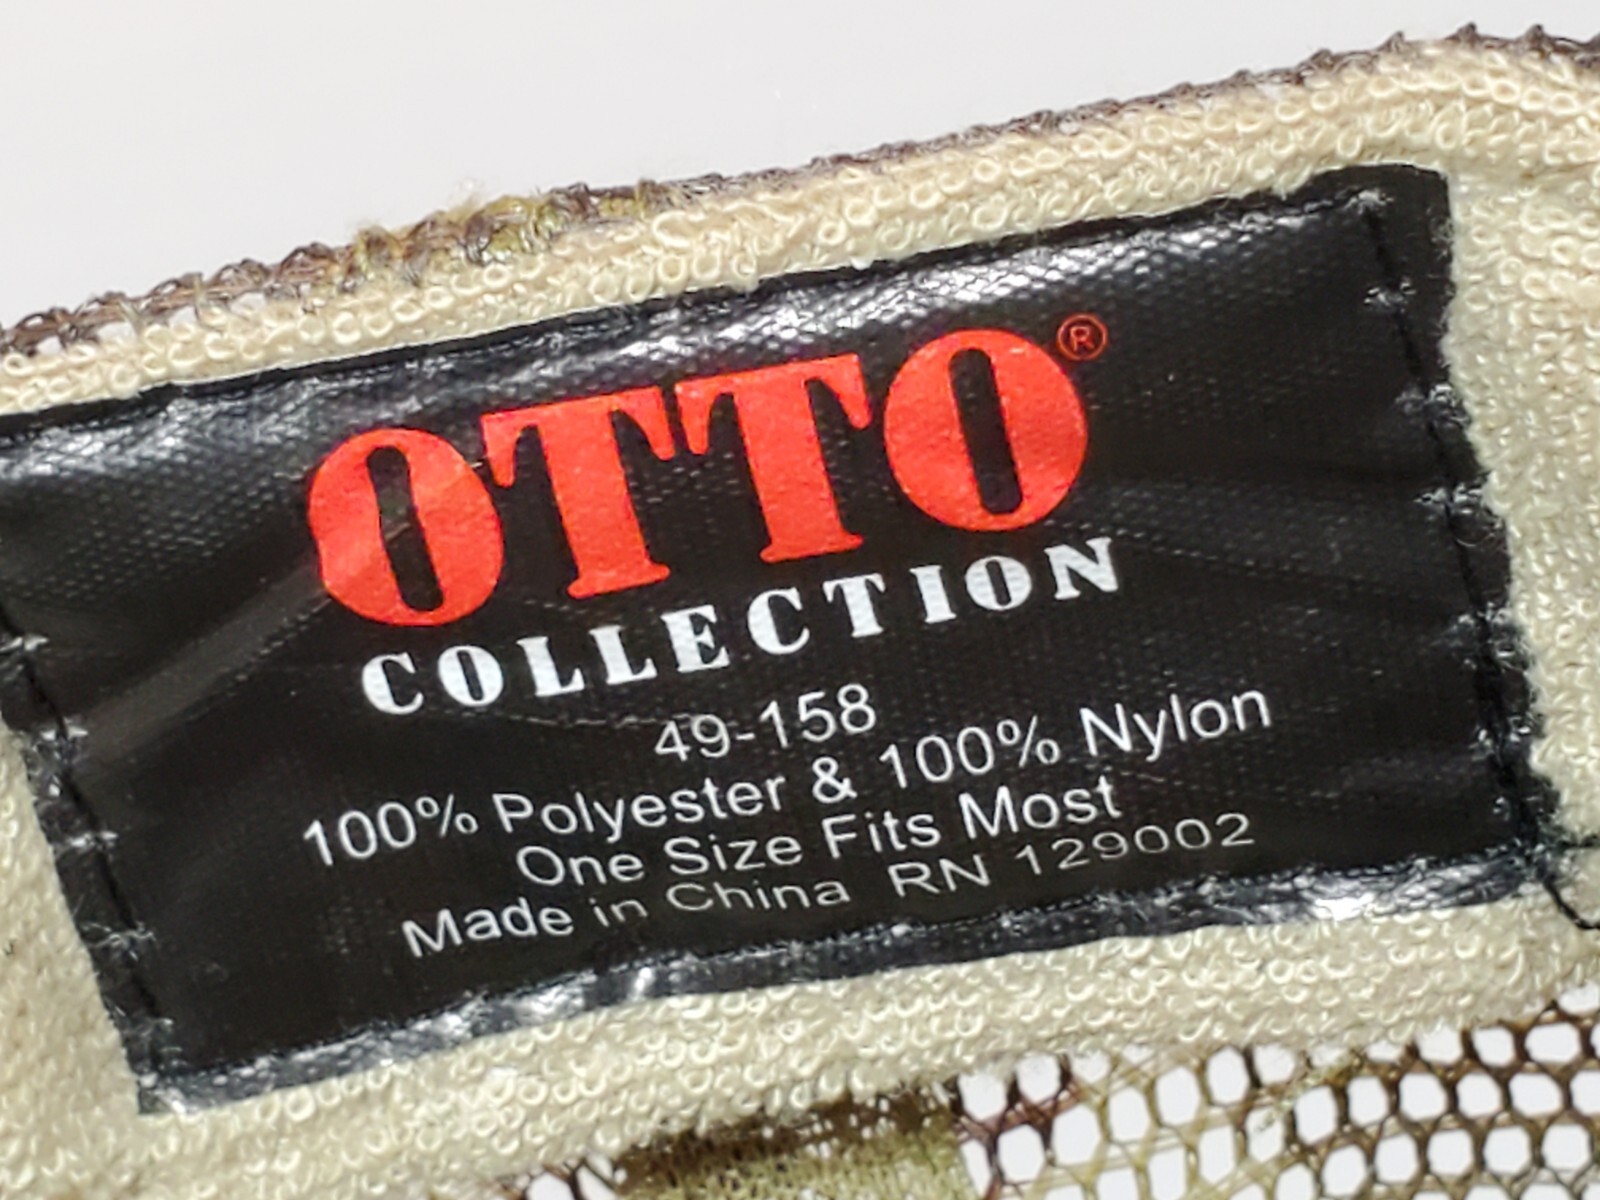 OTTO®
COLLECTION
49-158
100% Polyester & 100% Nylon
One Size Fits Most
Made in China RN 129002